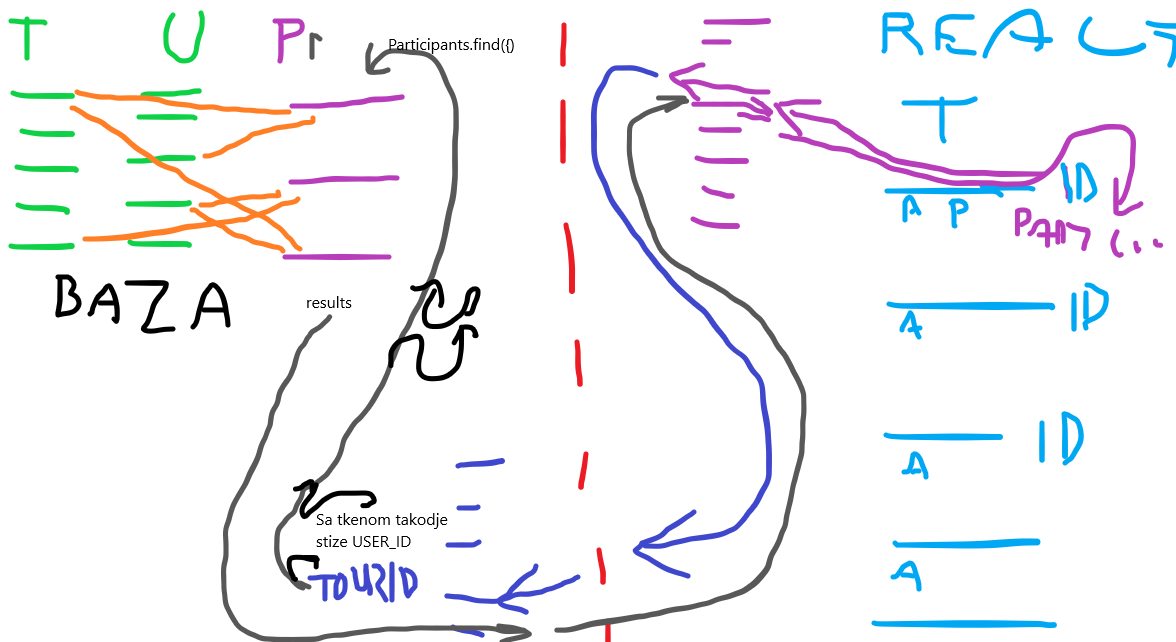 T U Pr
Participants.find({})
REACT
T
ID
A P
PART (...
BAZA
results
ID
A
ID
A
Sa tkenom takodje
stize USER_ID
TOURID
A